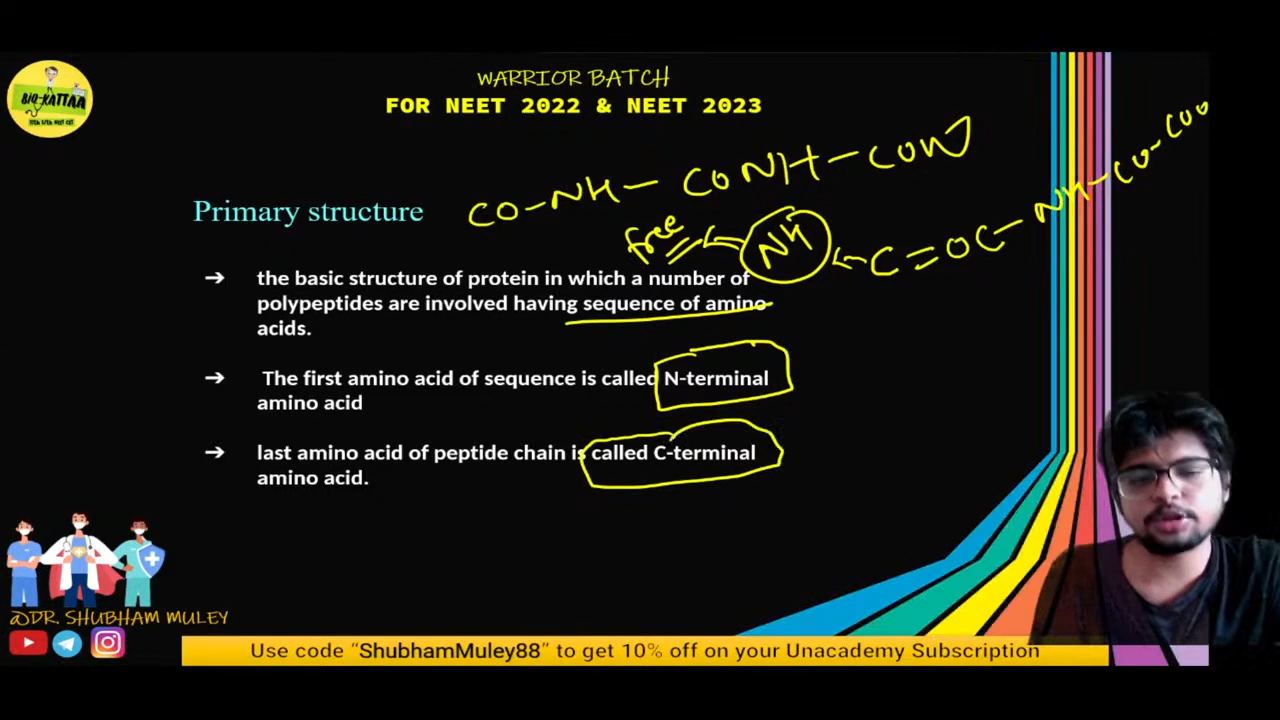 WARRIOR BATCH
FOR NEET 2022 & NEET 2023
BIO-KATTAA
CO-NH-CONH-CON
Primary structure
free NH C=OC-NH-CO-COO
➔ the basic structure of protein in which a number of
polypeptides are involved having sequence of amino
acids.
➔ The first amino acid of sequence is called N-terminal
amino acid
➔ last amino acid of peptide chain is called C-terminal
amino acid.
@DR. SHUBHAM MULEY
Use code “ShubhamMuley88” to get 10% off on your Unacademy Subscription